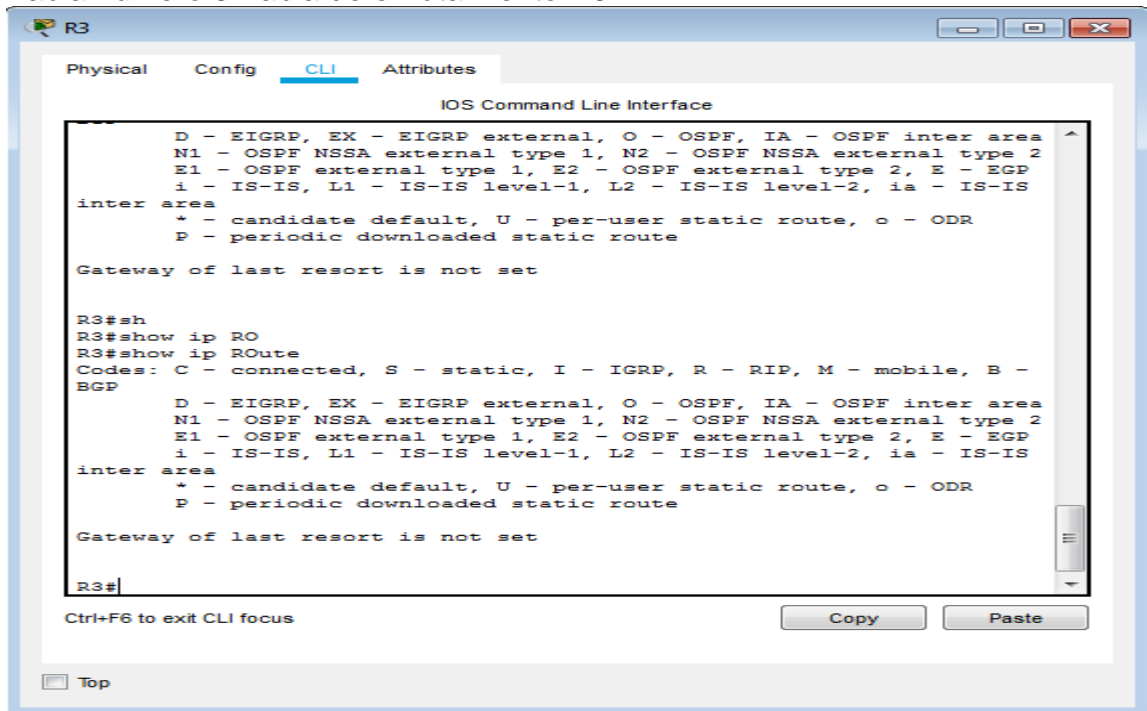 R3
Physical Config CLI Attributes
IOS Command Line Interface
D - EIGRP, EX - EIGRP external, O - OSPF, IA - OSPF inter area
N1 - OSPF NSSA external type 1, N2 - OSPF NSSA external type 2
E1 - OSPF external type 1, E2 - OSPF external type 2, E - EGP
i - IS-IS, L1 - IS-IS level-1, L2 - IS-IS level-2, ia - IS-IS
inter area
* - candidate default, U - per-user static route, o - ODR
P - periodic downloaded static route
Gateway of last resort is not set
R3#sh
R3#show ip RO
R3#show ip ROute
Codes: C - connected, S - static, I - IGRP, R - RIP, M - mobile, B -
BGP
D - EIGRP, EX - EIGRP external, O - OSPF, IA - OSPF inter area
N1 - OSPF NSSA external type 1, N2 - OSPF NSSA external type 2
E1 - OSPF external type 1, E2 - OSPF external type 2, E - EGP
i - IS-IS, L1 - IS-IS level-1, L2 - IS-IS level-2, ia - IS-IS
inter area
* - candidate default, U - per-user static route, o - ODR
P - periodic downloaded static route
Gateway of last resort is not set
R3#
Ctrl+F6 to exit CLI focus
Copy Paste
Top